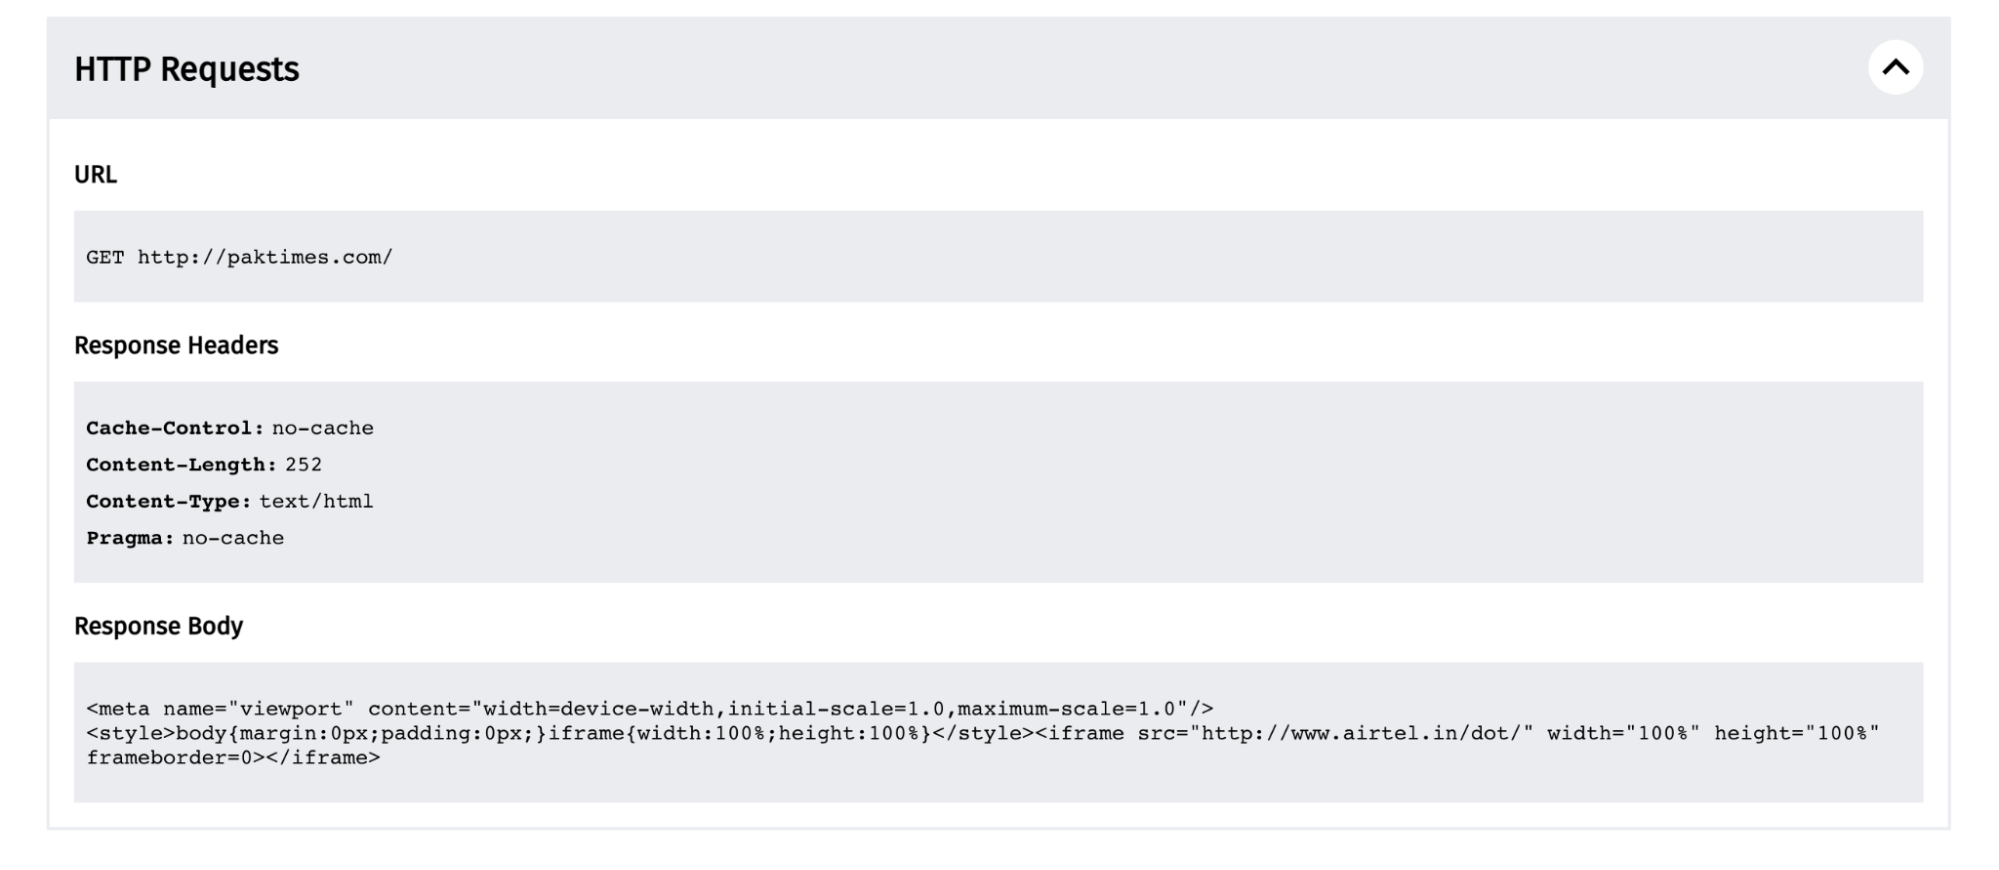 HTTP Requests
URL
GET http://paktimes.com/
Response Headers
Cache-Control: no-cache
Content-Length: 252
Content-Type: text/html
Pragma: no-cache
Response Body
<meta name="viewport" content="width=device-width,initial-scale=1.0,maximum-scale=1.0"/>
<style>body{margin:0px;padding:0px;}iframe{width:100%;height:100%}</style><iframe src="http://www.airtel.in/dot/" width="100%" height="100%"
frameborder=0></iframe>